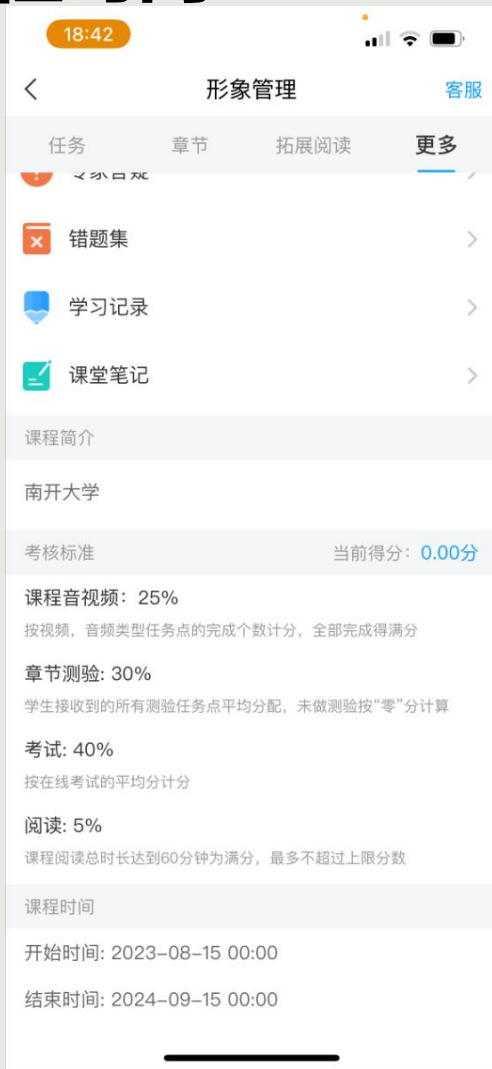 18:42
形象管理
客服
任务
章节
拓展阅读
更多
专家答疑
错题集
学习记录
课堂笔记
课程简介
南开大学
考核标准
当前得分：0.00分
课程音视频：25%
按视频，音频类型任务点的完成个数计分，全部完成得满分
章节测验: 30%
学生接收到的所有测验任务点平均分配，未做测验按“零”分计算
考试: 40%
按在线考试的平均分计分
阅读: 5%
课程阅读总时长达到60分钟为满分，最多不超过上限分数
课程时间
开始时间: 2023–08–15 00:00
结束时间: 2024–09–15 00:00